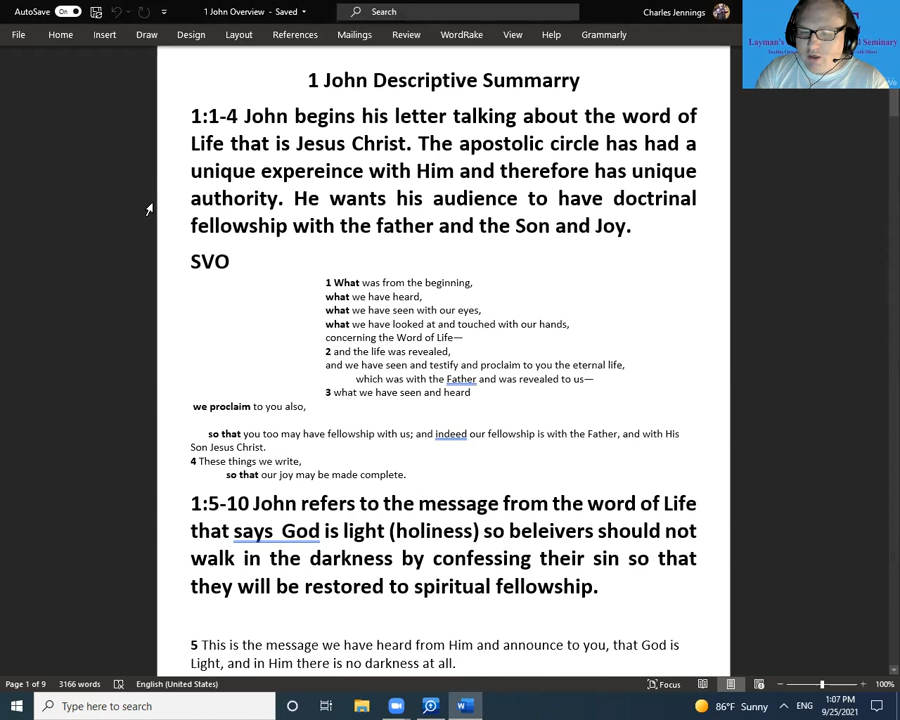 AutoSave On 1 John Overview - Saved Search Charles Jennings
File Home Insert Draw Design Layout References Mailings Review WordRake View Help Grammarly
Layman's Seminary
1 John Descriptive Summarry
1:1-4 John begins his letter talking about the word of
Life that is Jesus Christ. The apostolic circle has had a
unique expereince with Him and therefore has unique
authority. He wants his audience to have doctrinal
fellowship with the father and the Son and Joy.
SVO
1 What was from the beginning,
what we have heard,
what we have seen with our eyes,
what we have looked at and touched with our hands,
concerning the Word of Life—
2 and the life was revealed,
and we have seen and testify and proclaim to you the eternal life,
which was with the Father and was revealed to us—
3 what we have seen and heard
we proclaim to you also,
so that you too may have fellowship with us; and indeed our fellowship is with the Father, and with His
Son Jesus Christ.
4 These things we write,
so that our joy may be made complete.
1:5-10 John refers to the message from the word of Life
that says God is light (holiness) so beleivers should not
walk in the darkness by confessing their sin so that
they will be restored to spiritual fellowship.
5 This is the message we have heard from Him and announce to you, that God is
Light, and in Him there is no darkness at all.
Page 1 of 9 3166 words English (United States) Focus 100%
Type here to search 86°F Sunny ENG 1:07 PM
9/25/2021